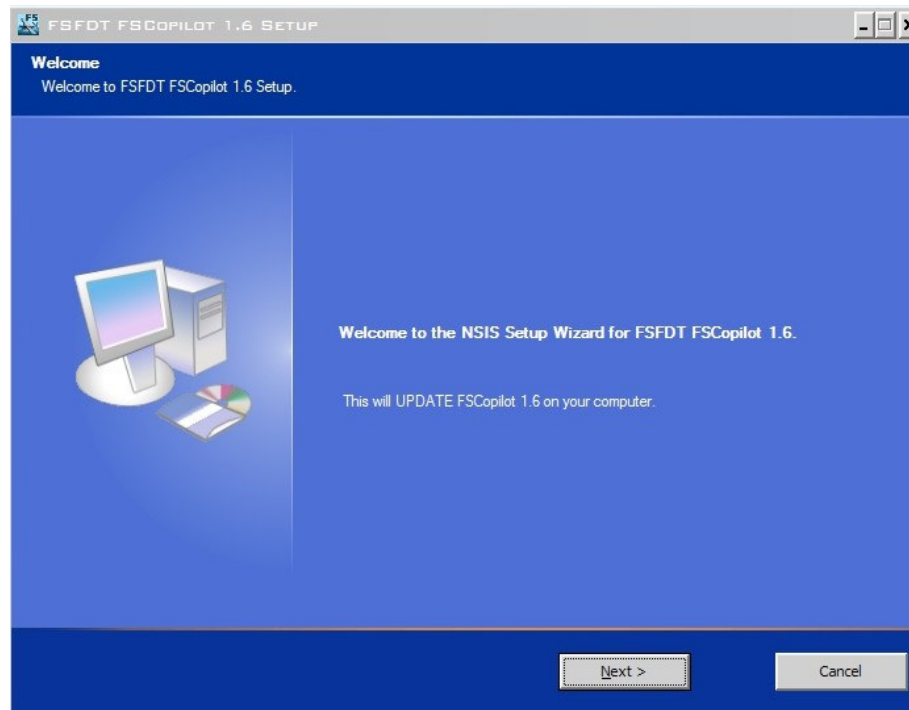 FSFDT FSCopilot 1.6 Setup
Welcome
Welcome to FSFDT FSCopilot 1.6 Setup.
Welcome to the NSIS Setup Wizard for FSFDT FSCopilot 1.6.
This will UPDATE FSCopilot 1.6 on your computer.
Next >
Cancel